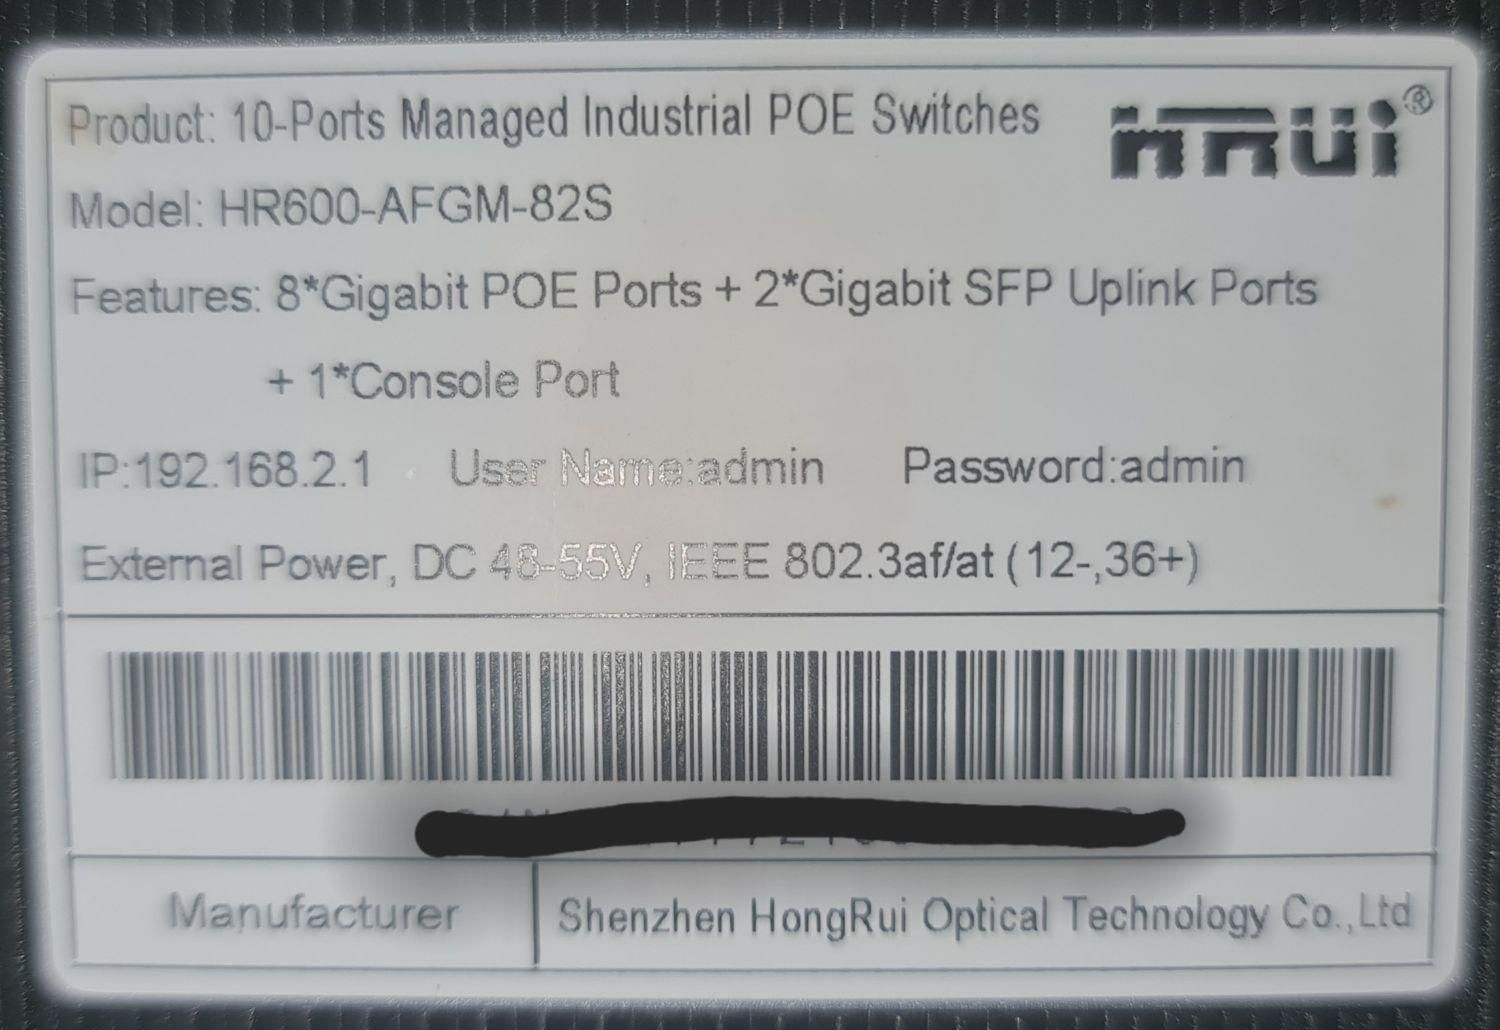 Product: 10-Ports Managed Industrial POE Switches
HRUi®
Model: HR600-AFGM-82S
Features: 8*Gigabit POE Ports + 2*Gigabit SFP Uplink Ports
+ 1*Console Port
IP:192.168.2.1 User Name:admin Password:admin
External Power, DC 48-55V, IEEE 802.3af/at (12-,36+)
Manufacturer Shenzhen HongRui Optical Technology Co.,Ltd